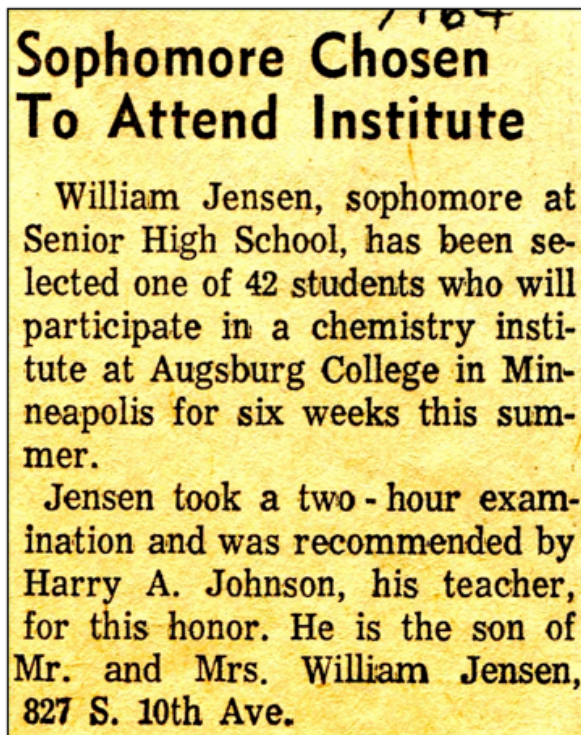 Sophomore Chosen
To Attend Institute
William Jensen, sophomore at
Senior High School, has been se-
lected one of 42 students who will
participate in a chemistry insti-
tute at Augsburg College in Min-
neapolis for six weeks this sum-
mer.
Jensen took a two-hour exam-
ination and was recommended by
Harry A. Johnson, his teacher,
for this honor. He is the son of
Mr. and Mrs. William Jensen,
827 S. 10th Ave.